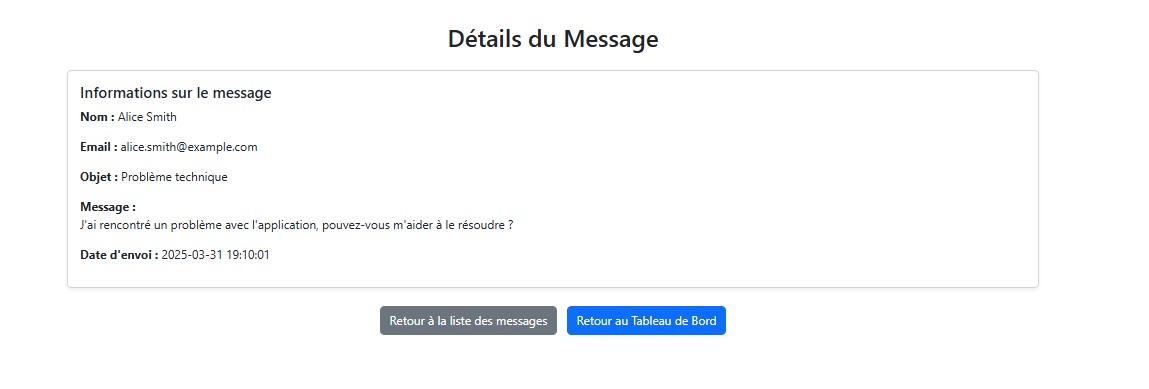 Détails du Message
Informations sur le message
Nom : Alice Smith
Email : alice.smith@example.com
Objet : Problème technique
Message :
J'ai rencontré un problème avec l'application, pouvez-vous m'aider à le résoudre ?
Date d'envoi : 2025-03-31 19:10:01
Retour à la liste des messages
Retour au Tableau de Bord